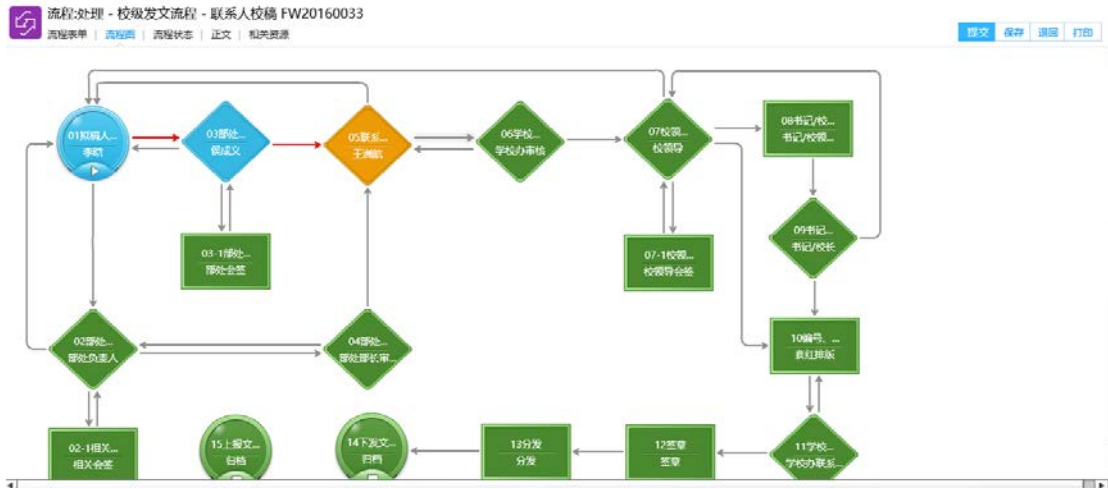 流程:处理 - 校级发文流程 - 联系人校稿 FW20160033
流程表单 | 流程图 | 流程状态 | 正文 | 相关资源
提交 保存 退回 打印
01拟稿人...
李晓
03部处...
侯成义
05联系...
06学校...
学校办审核
07校领...
校领导
08书记/校...
书记/校领...
03-1部处...
部处会签
07-1校领...
校领导会签
09书记...
书记/校长
02部处...
部处负责人
04部处...
部处部长审...
10编号、...
套红排版
02-1相关...
相关会签
15上报文...
归档
14下发文...
归档
13分发
分发
12签章
签章
11学校...
学校办联系...